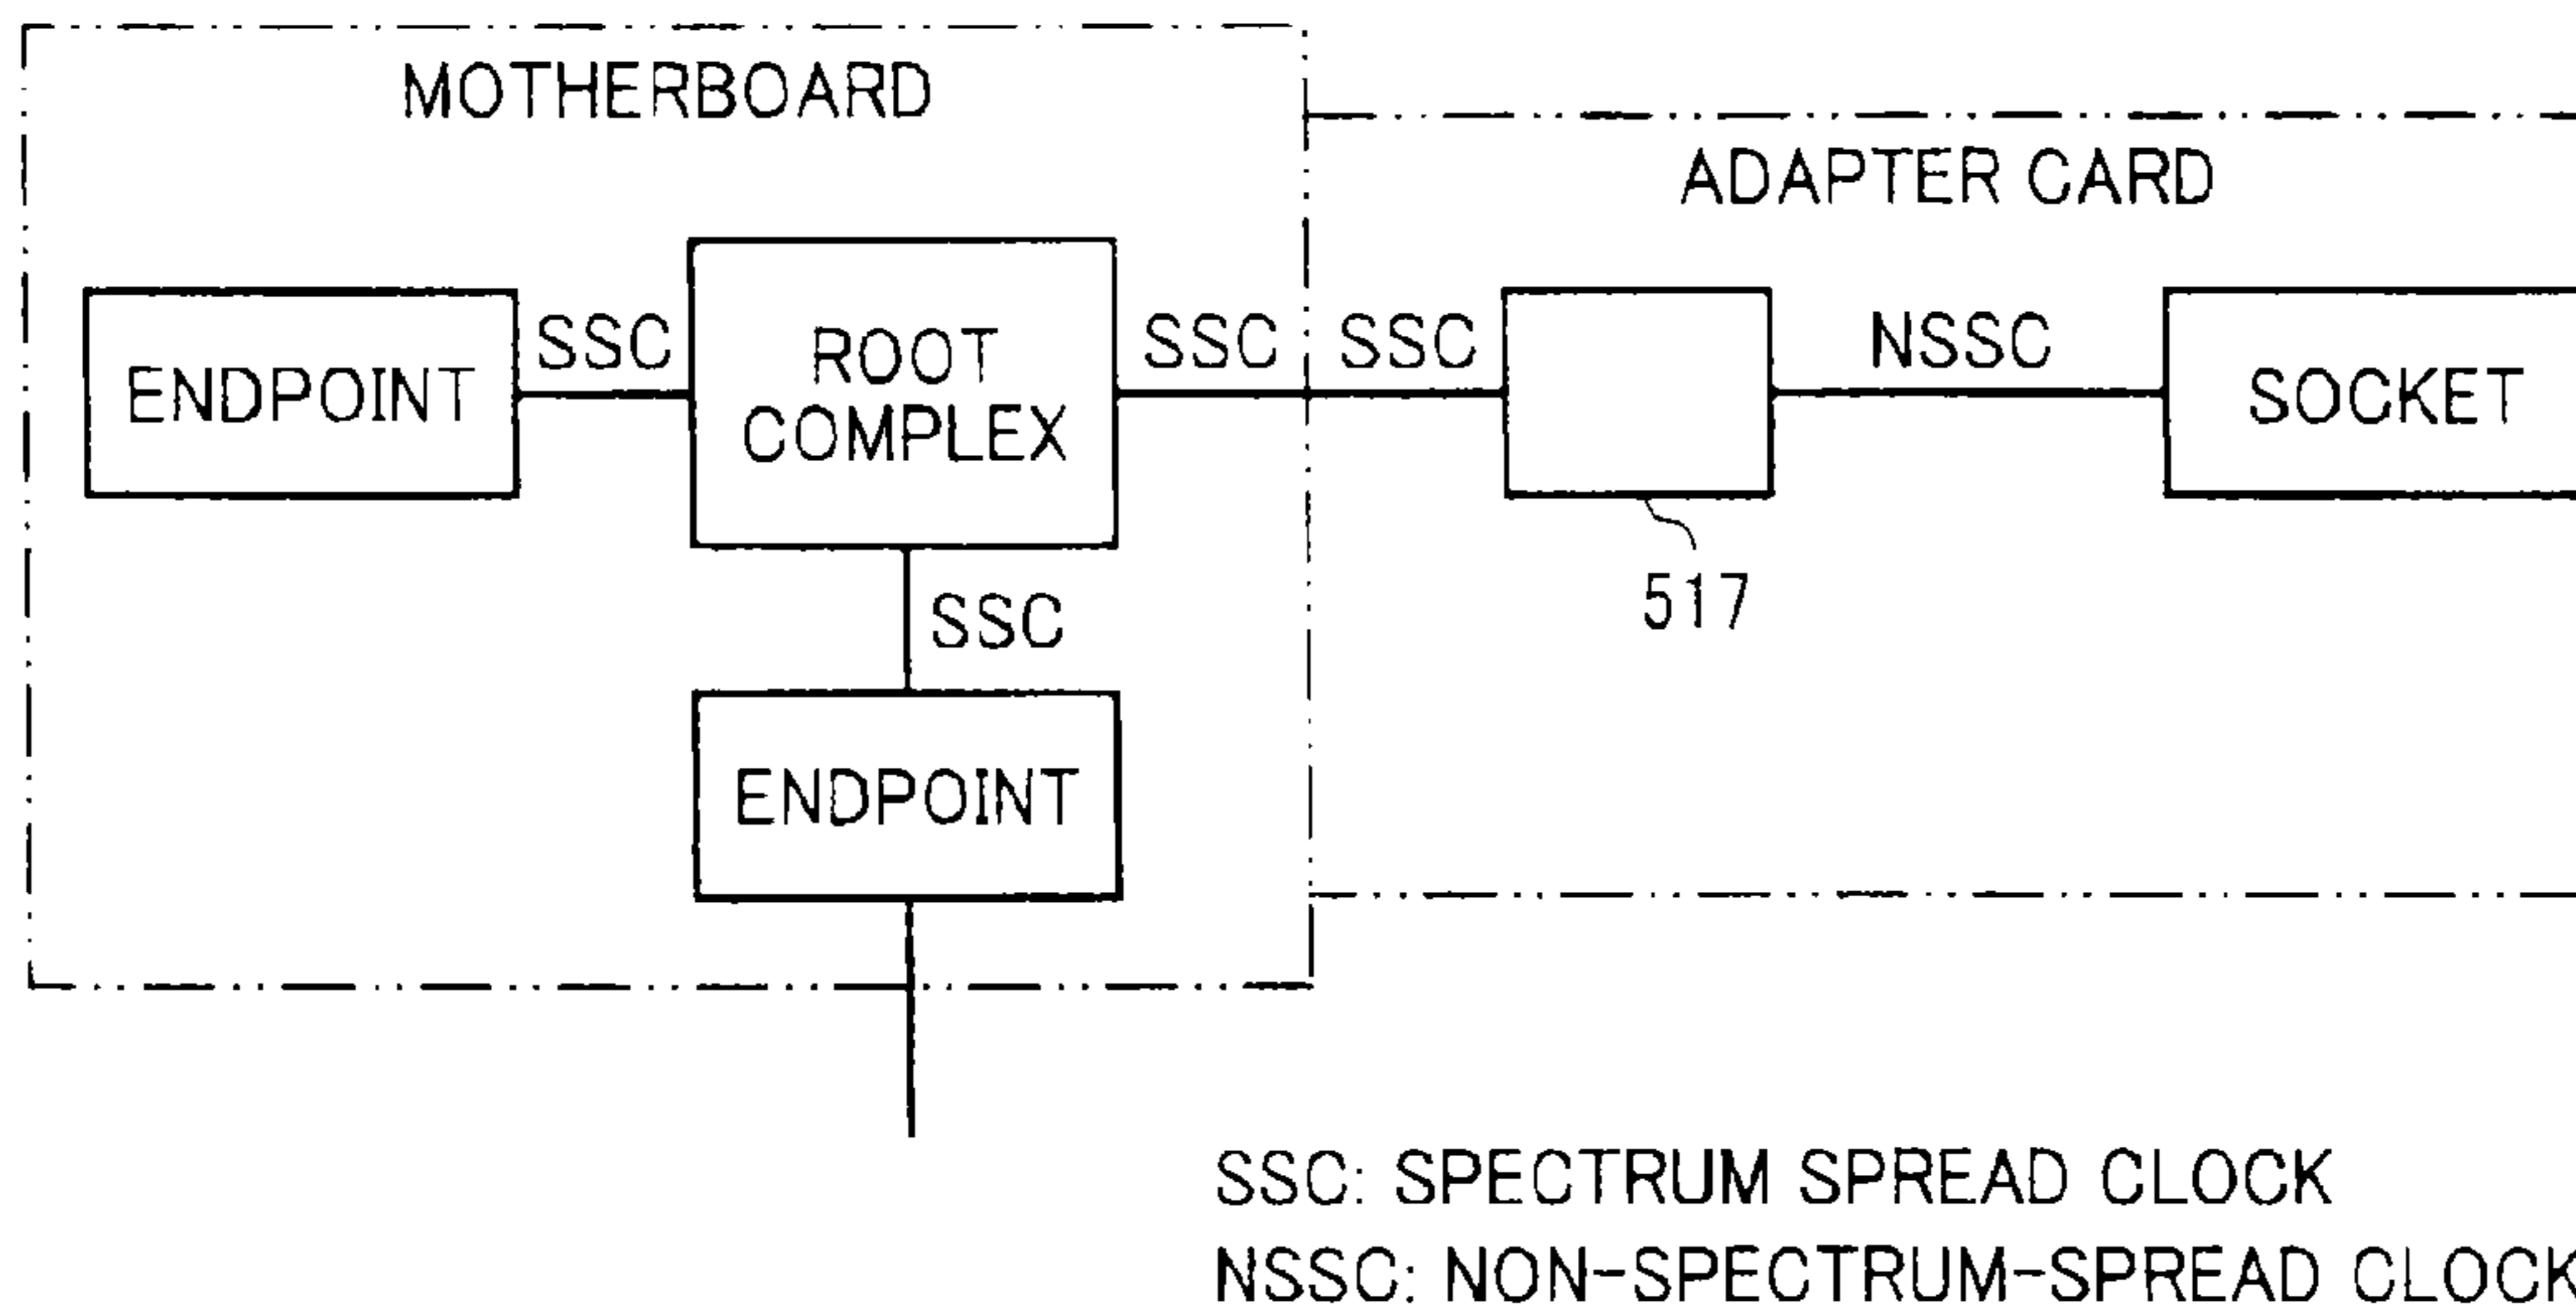 MOTHERBOARD
ADAPTER CARD
ENDPOINT
SSC
ROOT
COMPLEX
SSC
SSC
NSSC
SOCKET
517
SSC
ENDPOINT
SSC: SPECTRUM SPREAD CLOCK
NSSC: NON-SPECTRUM-SPREAD CLOCK